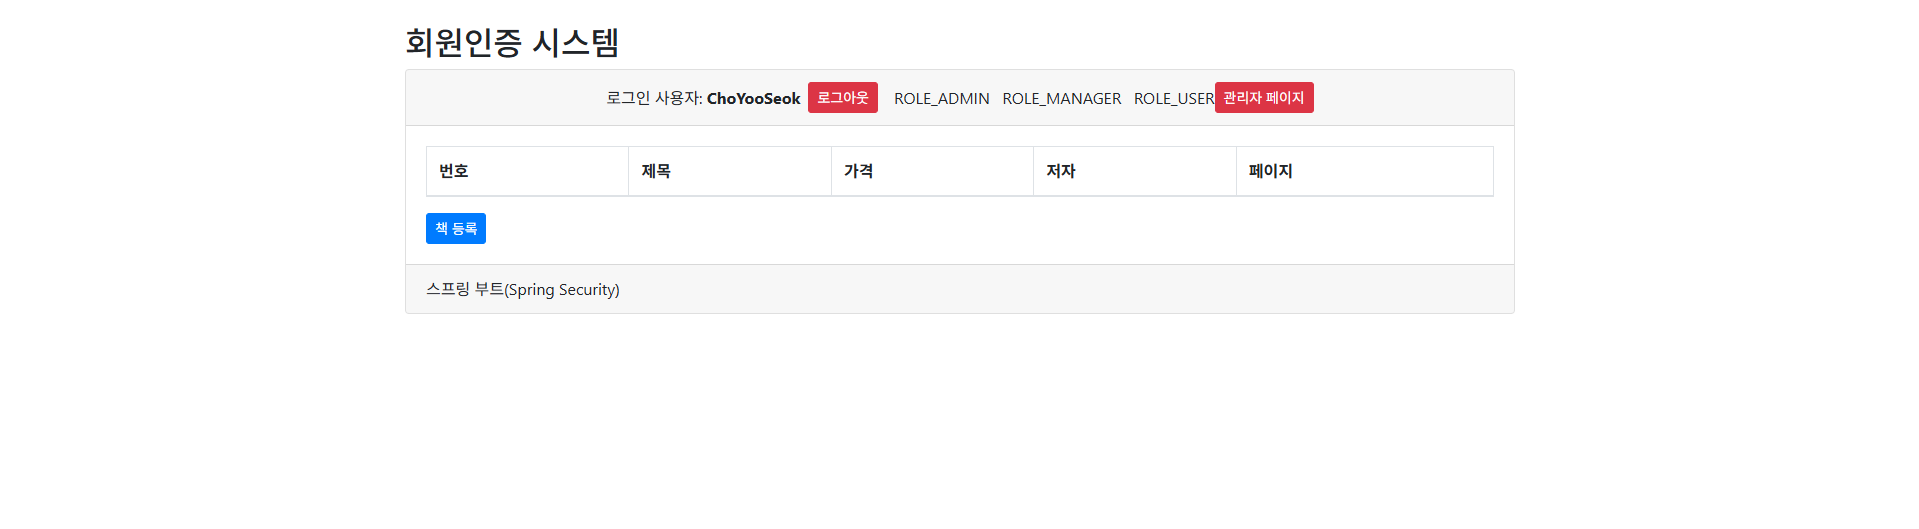 회원인증 시스템
로그인 사용자: ChoYooSeok 로그아웃 ROLE_ADMIN ROLE_MANAGER ROLE_USER 관리자 페이지
번호 제목 가격 저자 페이지
책 등록
스프링 부트(Spring Security)